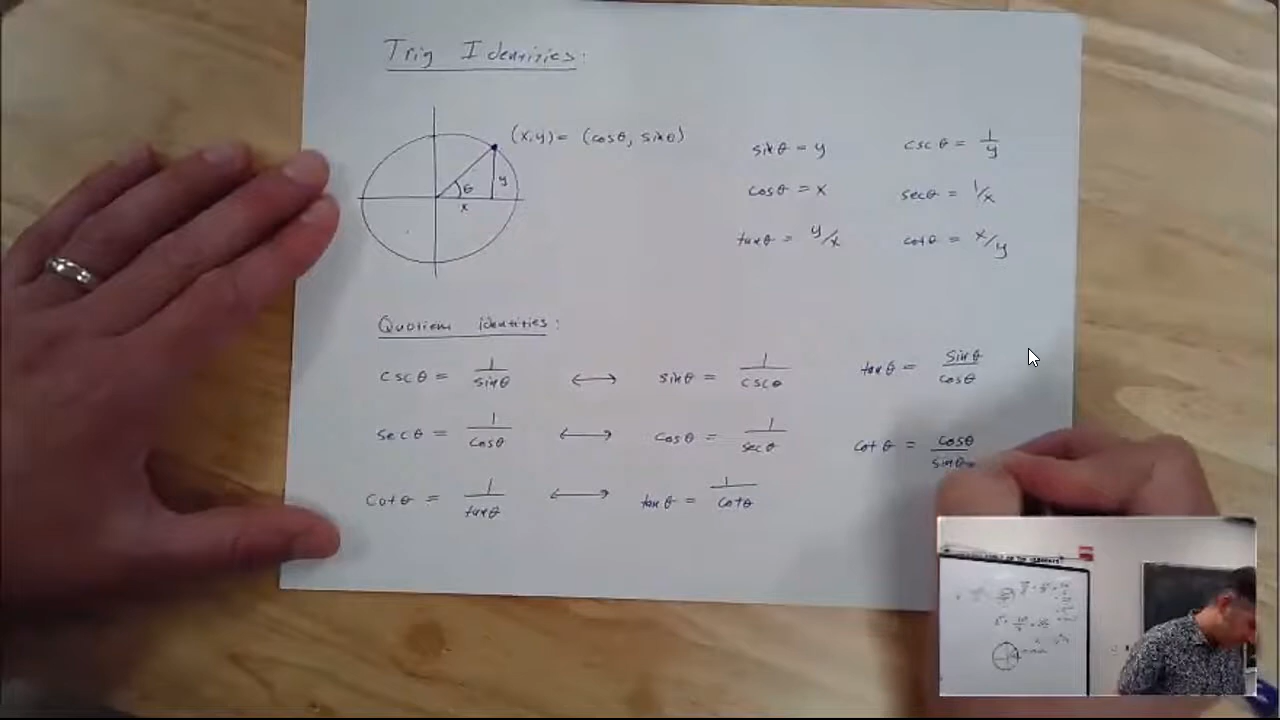 Trig Identities:
(x,y) = (cosθ, sinθ)
θ
y
x
sinθ = y
cscθ = 1/y
cosθ = x
secθ = 1/x
tanθ = y/x
cotθ = x/y
Quotient identities:
cscθ = 1/sinθ ⟷ sinθ = 1/cscθ
tanθ = sinθ/cosθ
secθ = 1/cosθ ⟷ cosθ = 1/secθ
cotθ = cosθ/sinθ
cotθ = 1/tanθ ⟷ tanθ = 1/cotθ